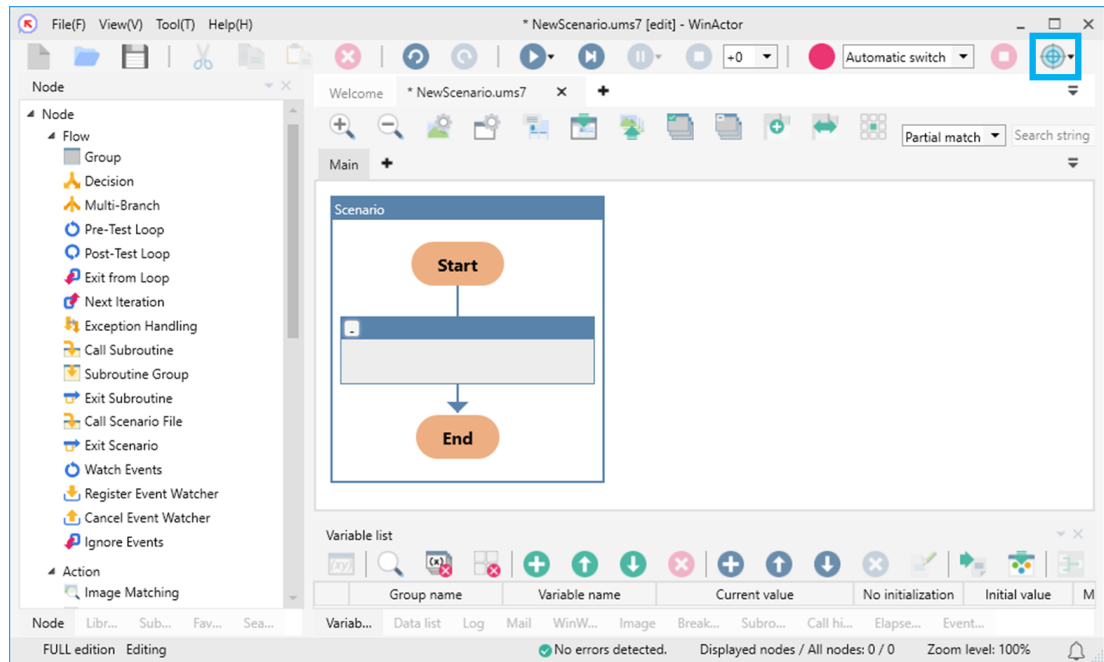 File(F) View(V) Tool(T) Help(H) * NewScenario.ums7 [edit] - WinActor
+0 Automatic switch
Node
Node
Flow
Group
Decision
Multi-Branch
Pre-Test Loop
Post-Test Loop
Exit from Loop
Next Iteration
Exception Handling
Call Subroutine
Subroutine Group
Exit Subroutine
Call Scenario File
Exit Scenario
Watch Events
Register Event Watcher
Cancel Event Watcher
Ignore Events
Action
Image Matching
Node Libr... Sub... Fav... Sea...
Welcome * NewScenario.ums7
Partial match Search string
Main
Scenario
Start
End
Variable list
Group name Variable name Current value No initialization Initial value M
Variab... Data list Log Mail WinW... Image Break... Subro... Call hi... Elapse... Event...
FULL edition Editing No errors detected. Displayed nodes / All nodes: 0 / 0 Zoom level: 100%